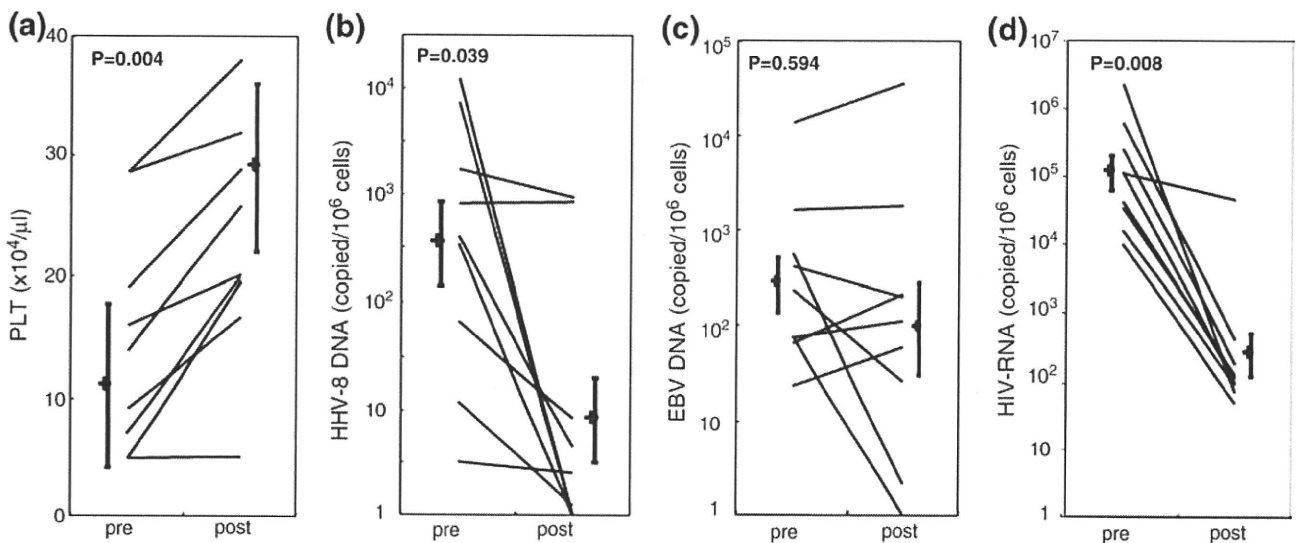 (a)
P=0.004
PLT (x10⁴/μl)
40
30
20
10
0
pre post
(b)
P=0.039
HHV-8 DNA (copied/10⁶ cells)
10⁴
10³
10²
10
1
pre post
(c)
P=0.594
EBV DNA (copied/10⁶ cells)
10⁵
10⁴
10³
10²
10
1
pre post
(d)
P=0.008
HIV-RNA (copied/10⁶ cells)
10⁷
10⁶
10⁵
10⁴
10³
10²
10
1
pre post